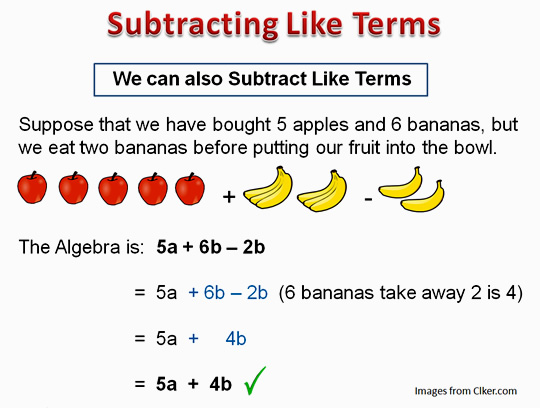 Subtracting Like Terms
We can also Subtract Like Terms
Suppose that we have bought 5 apples and 6 bananas, but
we eat two bananas before putting our fruit into the bowl.
+ -
The Algebra is: 5a + 6b – 2b
= 5a + 6b – 2b (6 bananas take away 2 is 4)
= 5a + 4b
= 5a + 4b ✓
Images from Clker.com